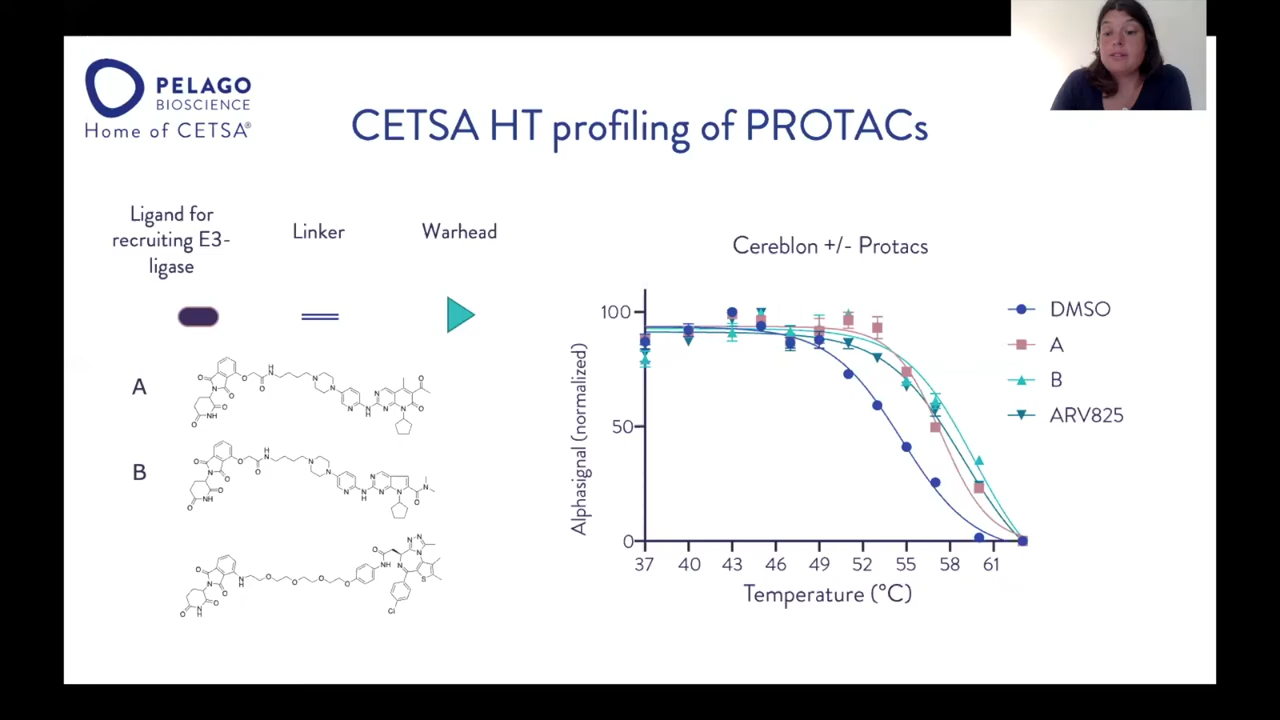 PELAGO
BIOSCIENCE
Home of CETSA®
CETSA HT profiling of PROTACs
Ligand for
recruiting E3-
ligase
Linker
Warhead
A
B
Cereblon +/- Protacs
Alphasignal (normalized)
100
50
0
37 40 43 46 49 52 55 58 61
Temperature (°C)
DMSO
A
B
ARV825